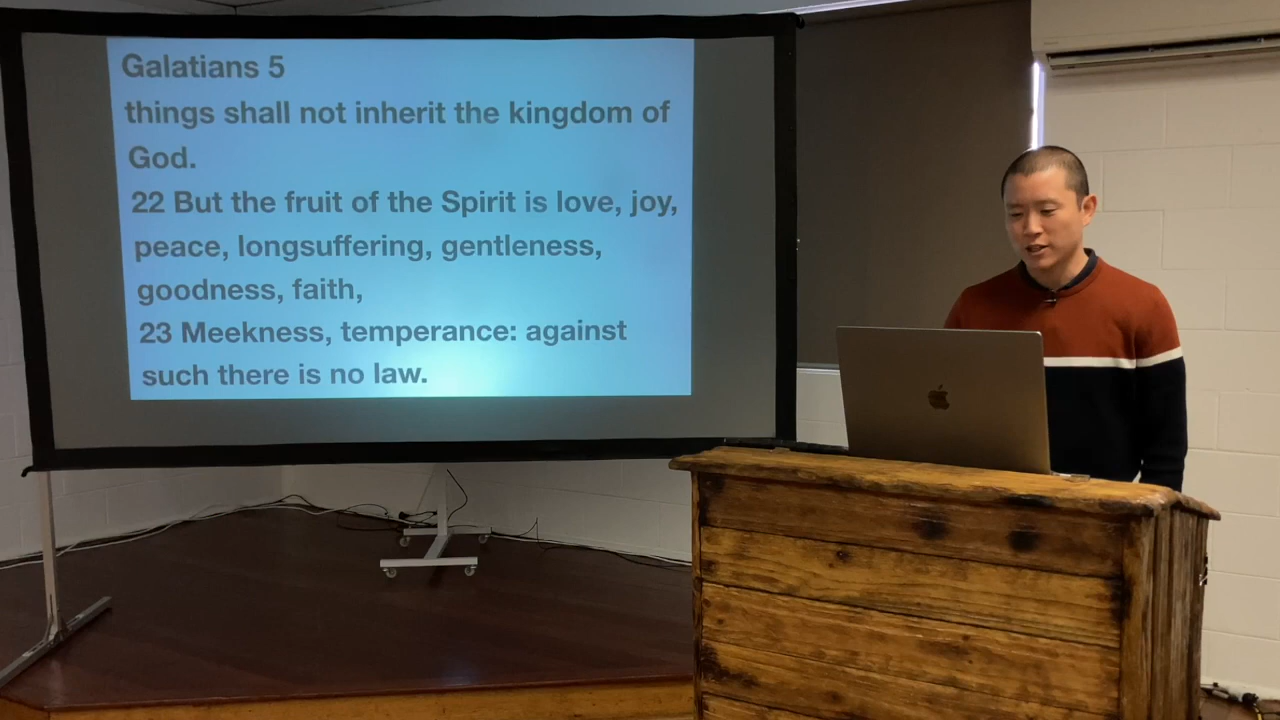 Galatians 5
things shall not inherit the kingdom of
God.
22 But the fruit of the Spirit is love, joy,
peace, longsuffering, gentleness,
goodness, faith,
23 Meekness, temperance: against
such there is no law.